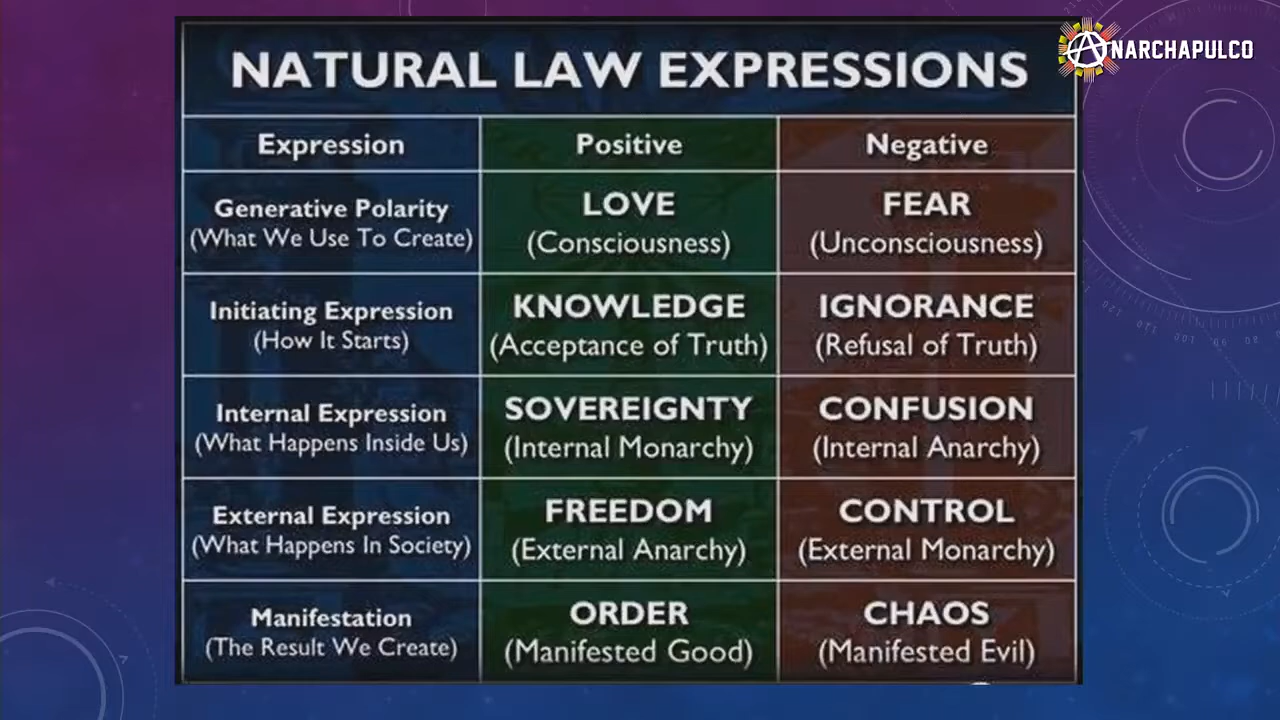 NATURAL LAW EXPRESSIONS
ANARCHAPULCO
Expression Positive Negative
Generative Polarity
(What We Use To Create)
LOVE
(Consciousness)
FEAR
(Unconsciousness)
Initiating Expression
(How It Starts)
KNOWLEDGE
(Acceptance of Truth)
IGNORANCE
(Refusal of Truth)
Internal Expression
(What Happens Inside Us)
SOVEREIGNTY
(Internal Monarchy)
CONFUSION
(Internal Anarchy)
External Expression
(What Happens In Society)
FREEDOM
(External Anarchy)
CONTROL
(External Monarchy)
Manifestation
(The Result We Create)
ORDER
(Manifested Good)
CHAOS
(Manifested Evil)